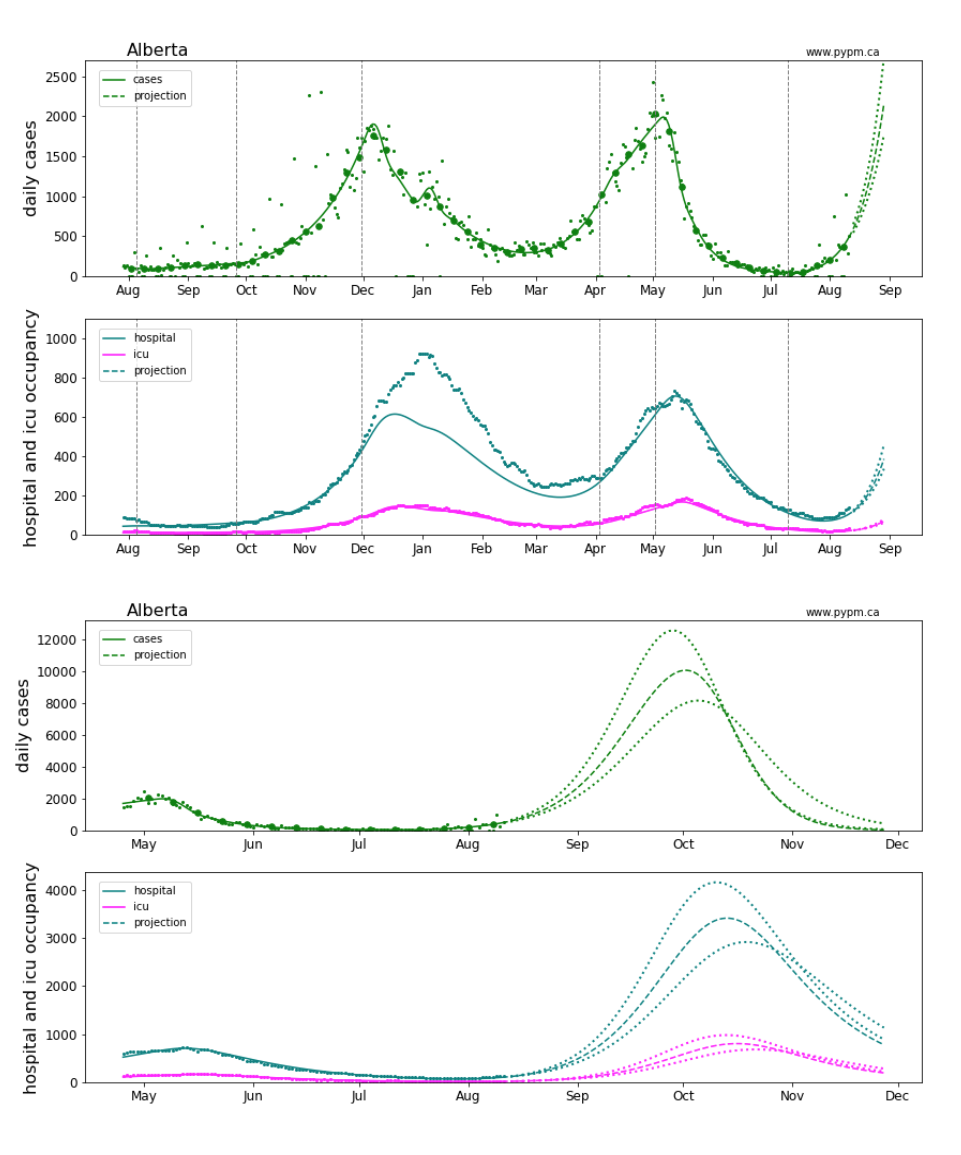 Alberta
www.pypm.ca
daily cases
2500
2000
1500
1000
500
0
cases
projection
Aug Sep Oct Nov Dec Jan Feb Mar Apr May Jun Jul Aug Sep
hospital and icu occupancy
1000
800
600
400
200
0
hospital
icu
projection
Aug Sep Oct Nov Dec Jan Feb Mar Apr May Jun Jul Aug Sep
Alberta
www.pypm.ca
daily cases
12000
10000
8000
6000
4000
2000
0
cases
projection
May Jun Jul Aug Sep Oct Nov Dec
hospital and icu occupancy
4000
3000
2000
1000
0
hospital
icu
projection
May Jun Jul Aug Sep Oct Nov Dec